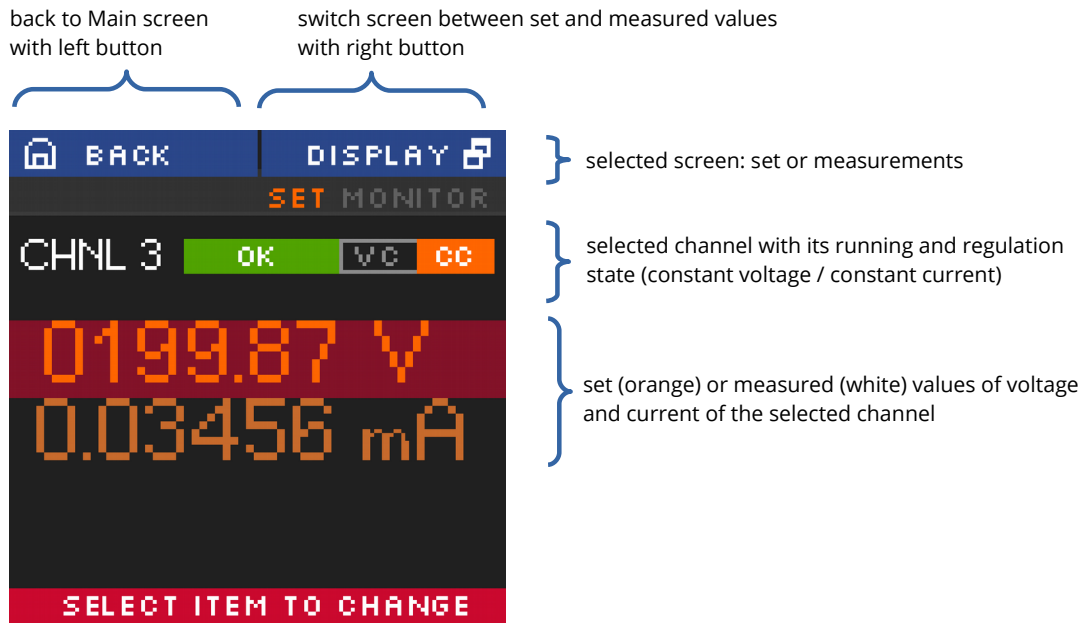 back to Main screen
with left button
switch screen between set and measured values
with right button
BACK
DISPLAY
selected screen: set or measurements
SET MONITOR
CHNL 3 OK VC CC
selected channel with its running and regulation
state (constant voltage / constant current)
0199.87 V
0.03456 mA
set (orange) or measured (white) values of voltage
and current of the selected channel
SELECT ITEM TO CHANGE